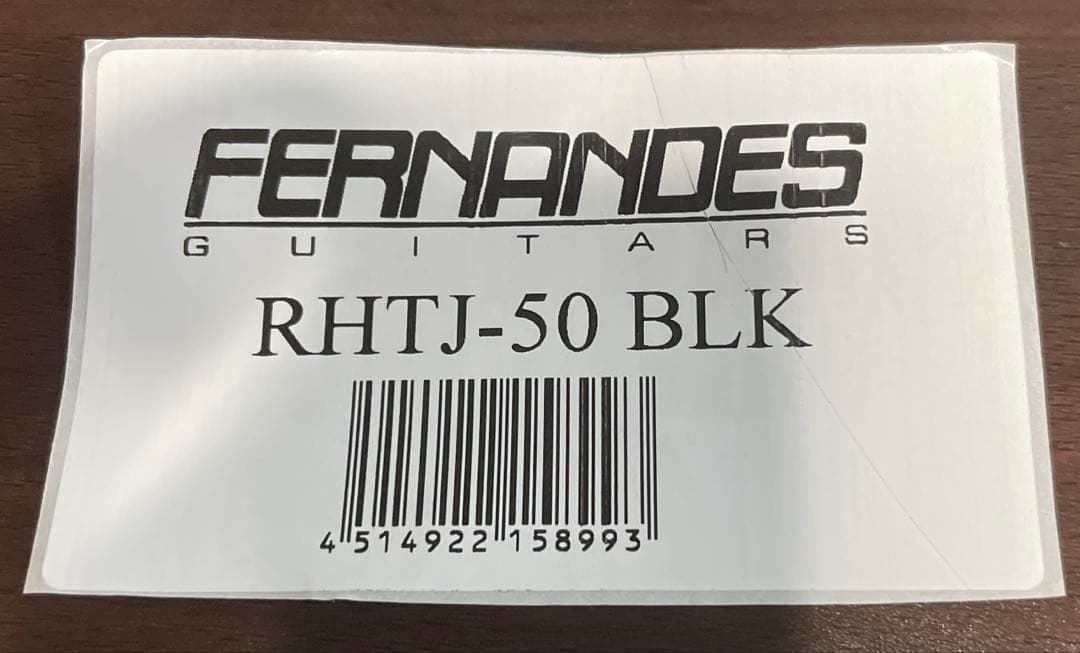 FERNANDES
GUITARS
RHTJ-50 BLK
4 514922 158993